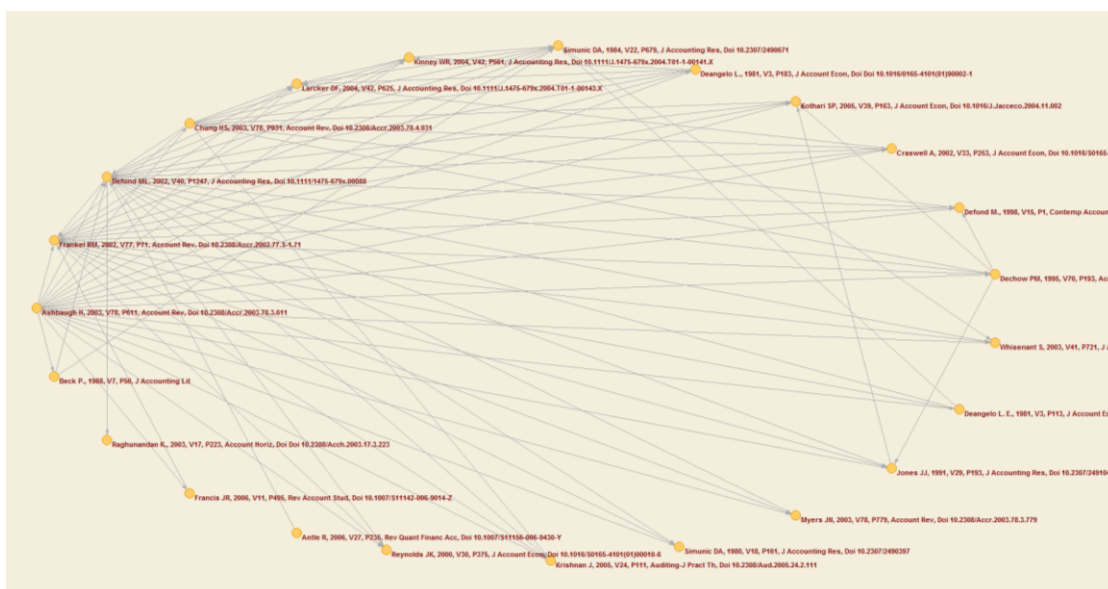 Simunic DA, 1984, V22, P679, J Accounting Res, Doi 10.2307/2490671
Kinney WR, 2004, V42, P561, J Accounting Res, Doi 10.1111/J.1475-679x.2004.T01-1-00141.X
Deangelo L., 1981, V3, P183, J Account Econ, Doi Doi 10.1016/0165-4101(81)90002-1
Larcker DF, 2004, V42, P625, J Accounting Res, Doi 10.1111/J.1475-679x.2004.T01-1-00143.X
Kothari SP, 2005, V39, P163, J Account Econ, Doi 10.1016/J.Jacceco.2004.11.002
Chung HS, 2003, V78, P931, Account Rev, Doi 10.2308/Accr.2003.78.4.931
Craswell A, 2002, V33, P253, J Account Econ, Doi 10.1016/S0165-
Defond ML, 2002, V40, P1247, J Accounting Res, Doi 10.1111/1475-679x.00088
Defond M., 1998, V15, P1, Contemp Accoun
Frankel RM, 2002, V77, P71, Account Rev, Doi 10.2308/Accr.2002.77.S-1.71
Dechow PM, 1995, V70, P193, Ac
Ashbaugh H, 2003, V78, P611, Account Rev, Doi 10.2308/Accr.2003.78.3.611
Whisenant S, 2003, V41, P721, J
Beck P., 1988, V7, P50, J Accounting Lit
Deangelo L. E., 1981, V3, P113, J Account E
Raghunandan K., 2003, V17, P223, Account Horiz, Doi Doi 10.2308/Acch.2003.17.3.223
Jones JJ, 1991, V29, P193, J Accounting Res, Doi 10.2307/24910
Francis JR, 2006, V11, P495, Rev Account Stud, Doi 10.1007/S11142-006-9014-Z
Myers JN, 2003, V78, P779, Account Rev, Doi 10.2308/Accr.2003.78.3.779
Antle R, 2006, V27, P235, Rev Quant Financ Acc, Doi 10.1007/S11156-006-9430-Y
Simunic DA, 1980, V18, P161, J Accounting Res, Doi 10.2307/2490397
Reynolds JK, 2000, V30, P375, J Account Econ, Doi 10.1016/S0165-4101(01)00010-6
Krishnan J, 2005, V24, P111, Auditing-J Pract Th, Doi 10.2308/Aud.2005.24.2.111